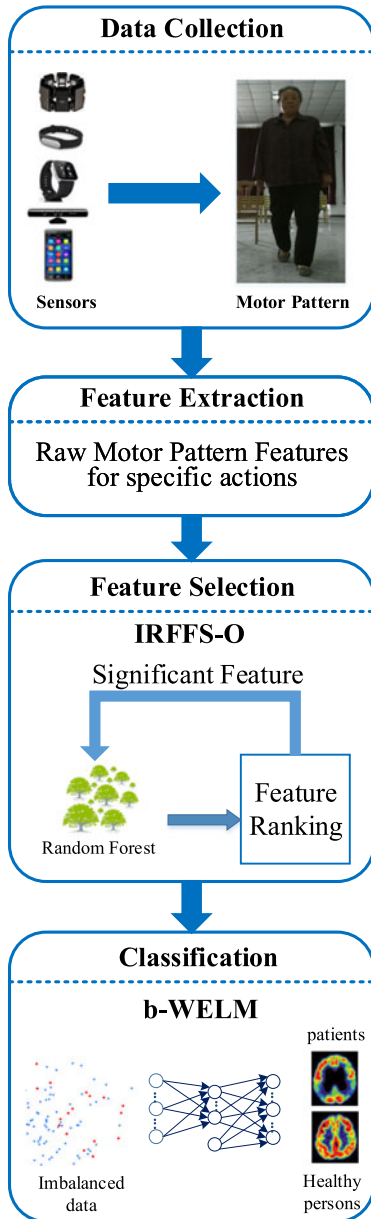 Data Collection
Sensors
Motor Pattern
Feature Extraction
Raw Motor Pattern Features
for specific actions
Feature Selection
IRFFS-O
Significant Feature
Feature
Ranking
Random Forest
Classification
b-WELM
patients
Imbalanced
data
Healthy
persons